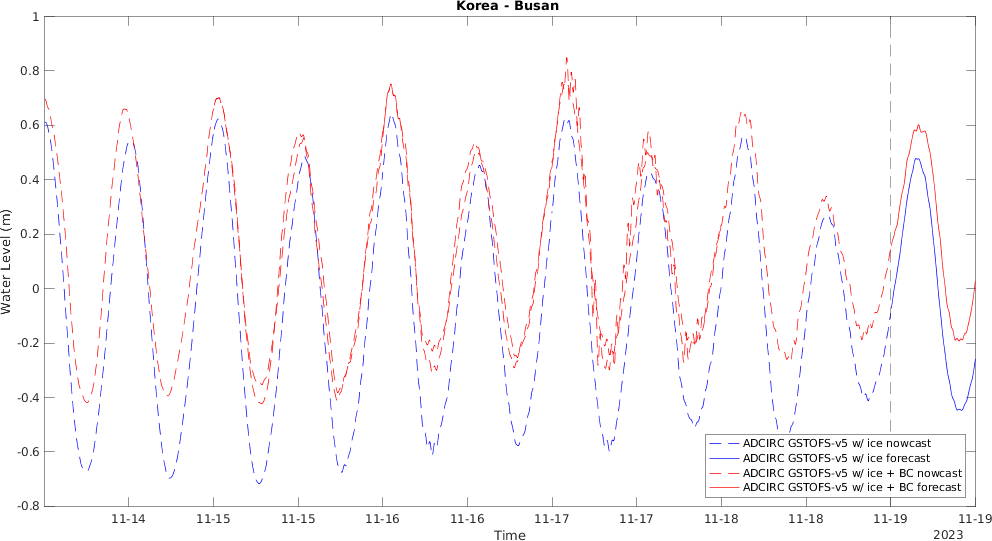 Korea - Busan
1
0.8
0.6
0.4
0.2
0
-0.2
-0.4
-0.6
-0.8
Water Level (m)
ADCIRC GSTOFS-v5 w/ ice nowcast
ADCIRC GSTOFS-v5 w/ ice forecast
ADCIRC GSTOFS-v5 w/ ice + BC nowcast
ADCIRC GSTOFS-v5 w/ ice + BC forecast
11-14 11-15 11-15 11-16 11-16 11-17 11-17 11-18 11-18 11-19 11-19
Time
2023